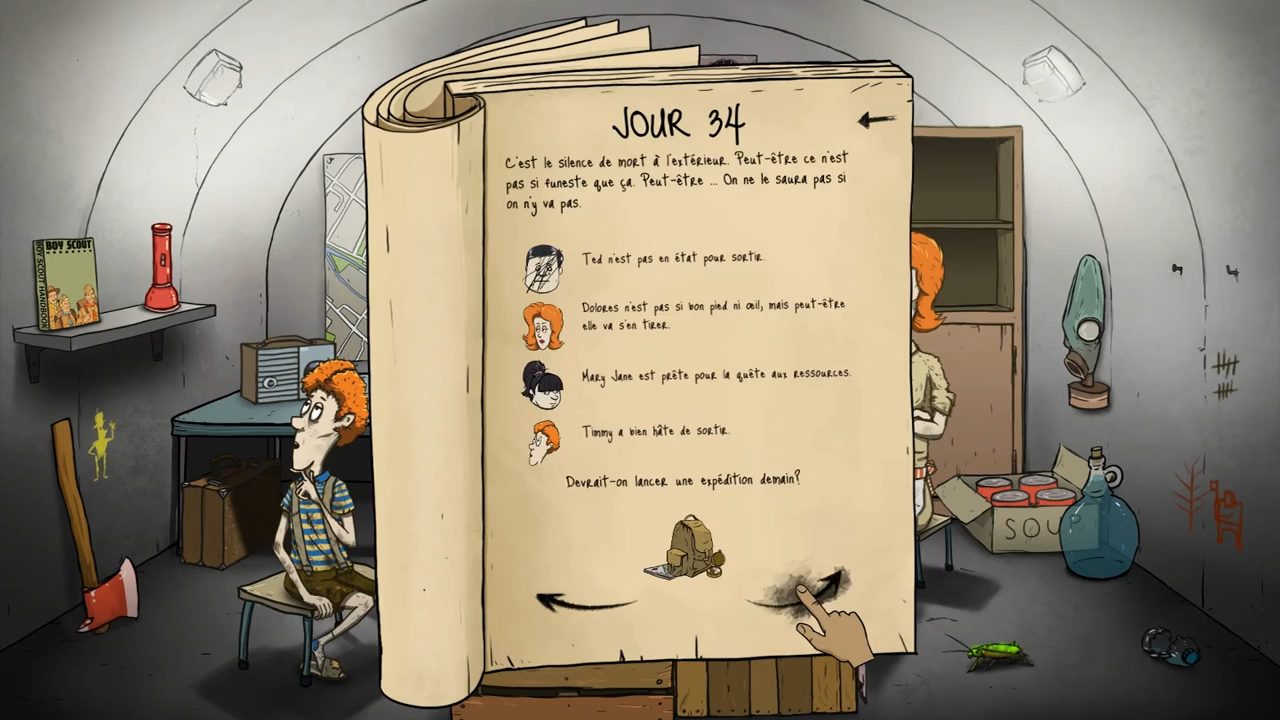 JOUR 34
C'est le silence de mort à l'extérieur. Peut-être ce n'est
pas si funeste que ça. Peut-être ... On ne le saura pas si
on n'y va pas.
Ted n'est pas en état pour sortir.
Dolores n'est pas si bon pied ni œil, mais peut-être
elle va s'en tirer.
Mary Jane est prête pour la quête aux ressources.
Timmy a bien hâte de sortir.
Devrait-on lancer une expédition demain?
BOY SCOUT
BOY SCOUT HANDBOOK
SOU